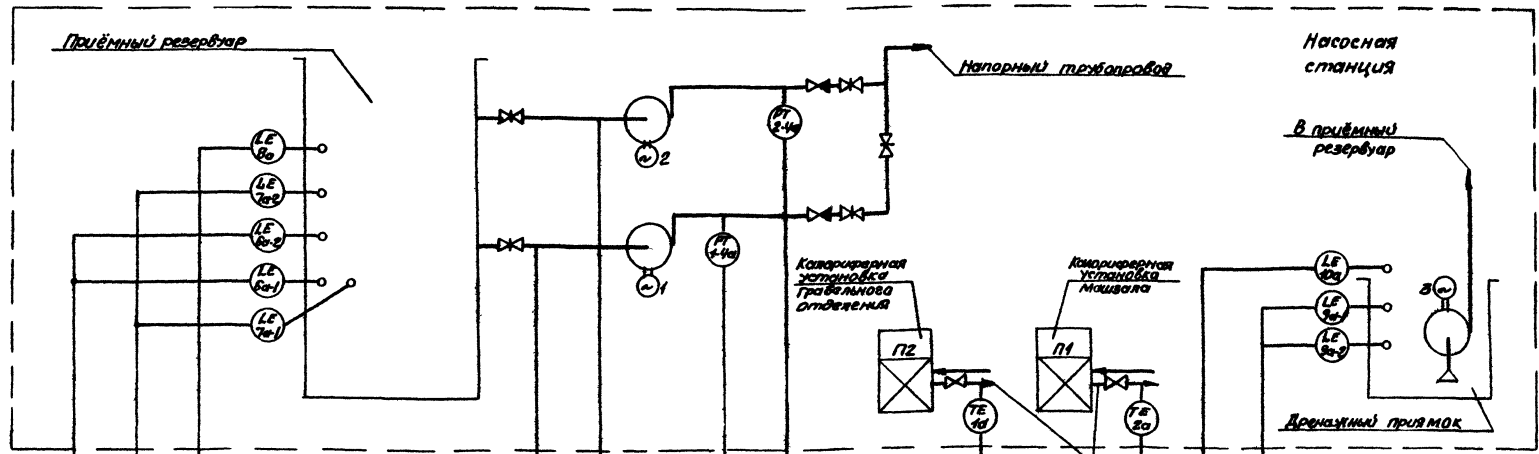 Приёмный резервуар
Насосная
станция
Напорный трубопровод
В приёмный
резервуар
LE
8а
LE
7а-2
LE
6а-2
LE
6а-1
LE
7а-1
~ 2
~ 1
PT
2-4а
PT
1-4а
Калориферная
установка
грабельного
отделения
П2
TE
1а
Калориферная
установка
машзала
П1
TE
2а
LE
10а
LE
9а-1
LE
9а-2
3 ~
Дренажный приямок